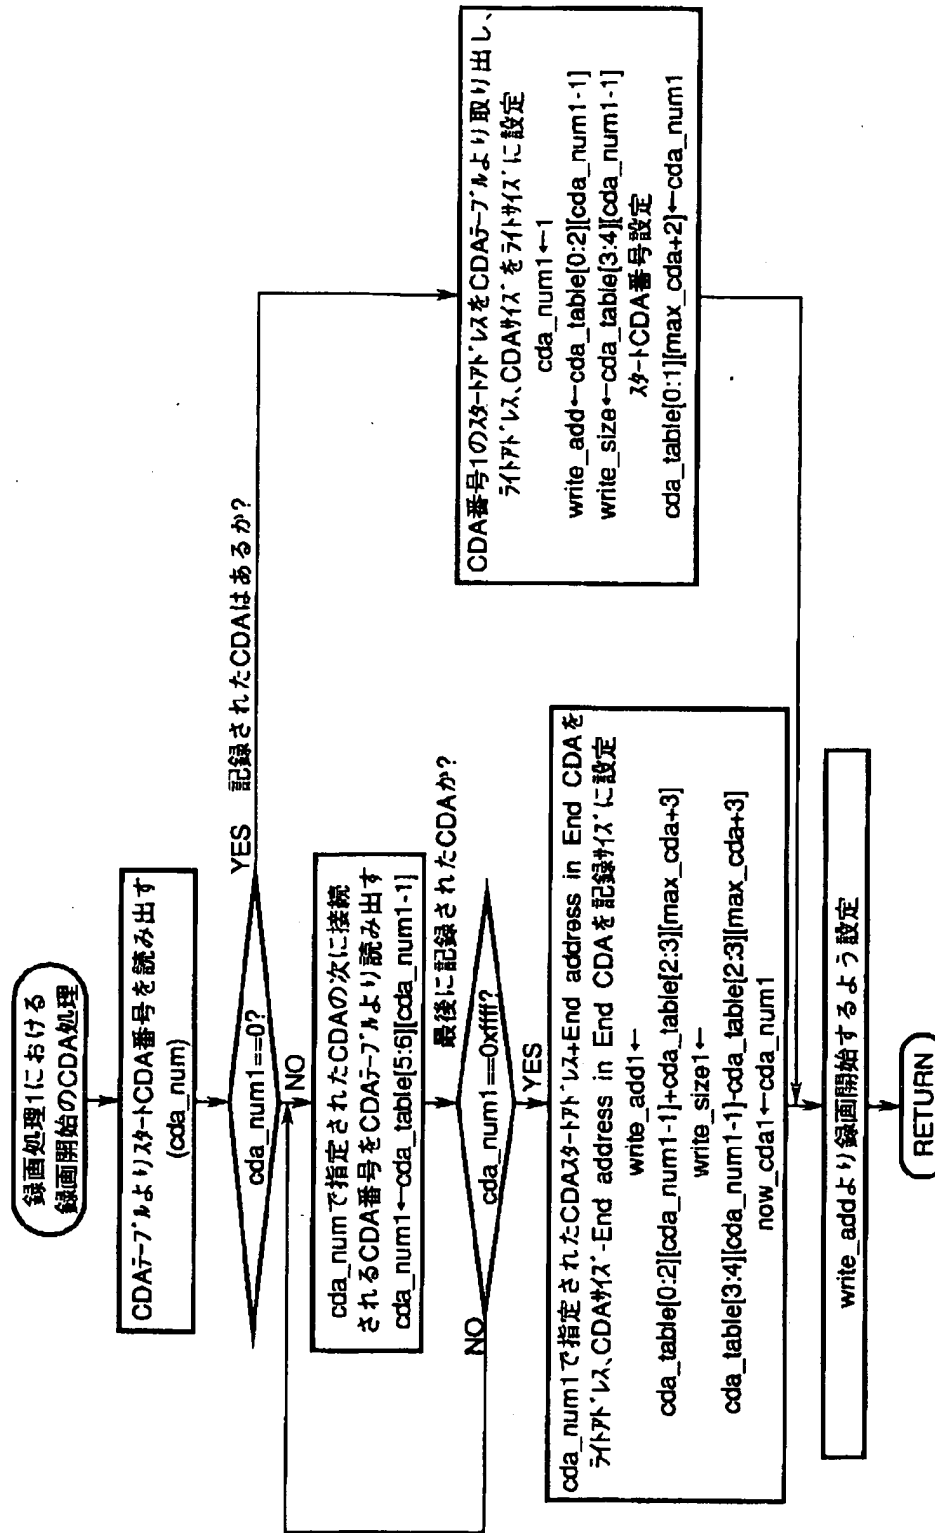 録画処理1における
録画開始のCDA処理
CDAテーブルよりスタートCDA番号を読み出す
(cda_num)
cda_num1==0?
YES
記録されたCDAはあるか?
NO
cda_numで指定されたCDAの次に接続
されるCDA番号をCDAテーブルより読み出す
cda_num1←cda_table[5:6][cda_num1-1]
最後に記録されたCDAか?
cda_num1==0xffff?
NO
YES
cda_num1で指定されたCDAスタートアドレス+End address in End CDAを
ライトアドレス、CDAサイズ-End address in End CDAを記録サイズに設定
write_add1←
cda_table[0:2][cda_num1-1]+cda_table[2:3][max_cda+3]
write_size1←
cda_table[3:4][cda_num1-1]-cda_table[2:3][max_cda+3]
now_cda1←cda_num1
CDA番号1のスタートアドレスをCDAテーブルより取り出し、
ライトアドレス、CDAサイズをライトサイズに設定
cda_num1←1
write_add←cda_table[0:2][cda_num1-1]
write_size←cda_table[3:4][cda_num1-1]
スタートCDA番号設定
cda_table[0:1][max_cda+2]←cda_num1
write_addより録画開始するよう設定
RETURN